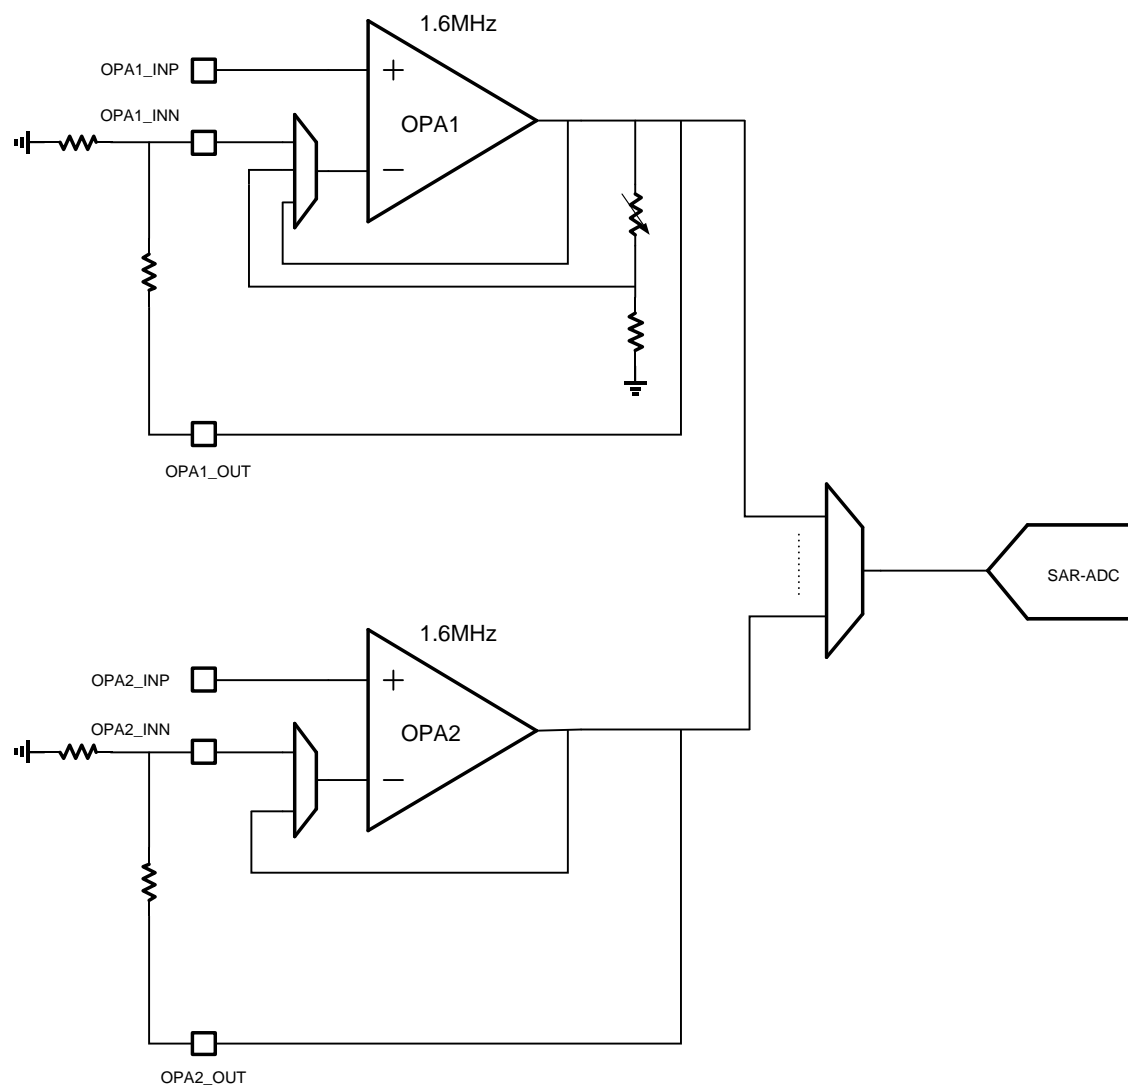 1.6MHz
OPA1_INP
+
OPA1_INN
OPA1
−
OPA1_OUT
SAR-ADC
1.6MHz
OPA2_INP
+
OPA2_INN
OPA2
−
OPA2_OUT